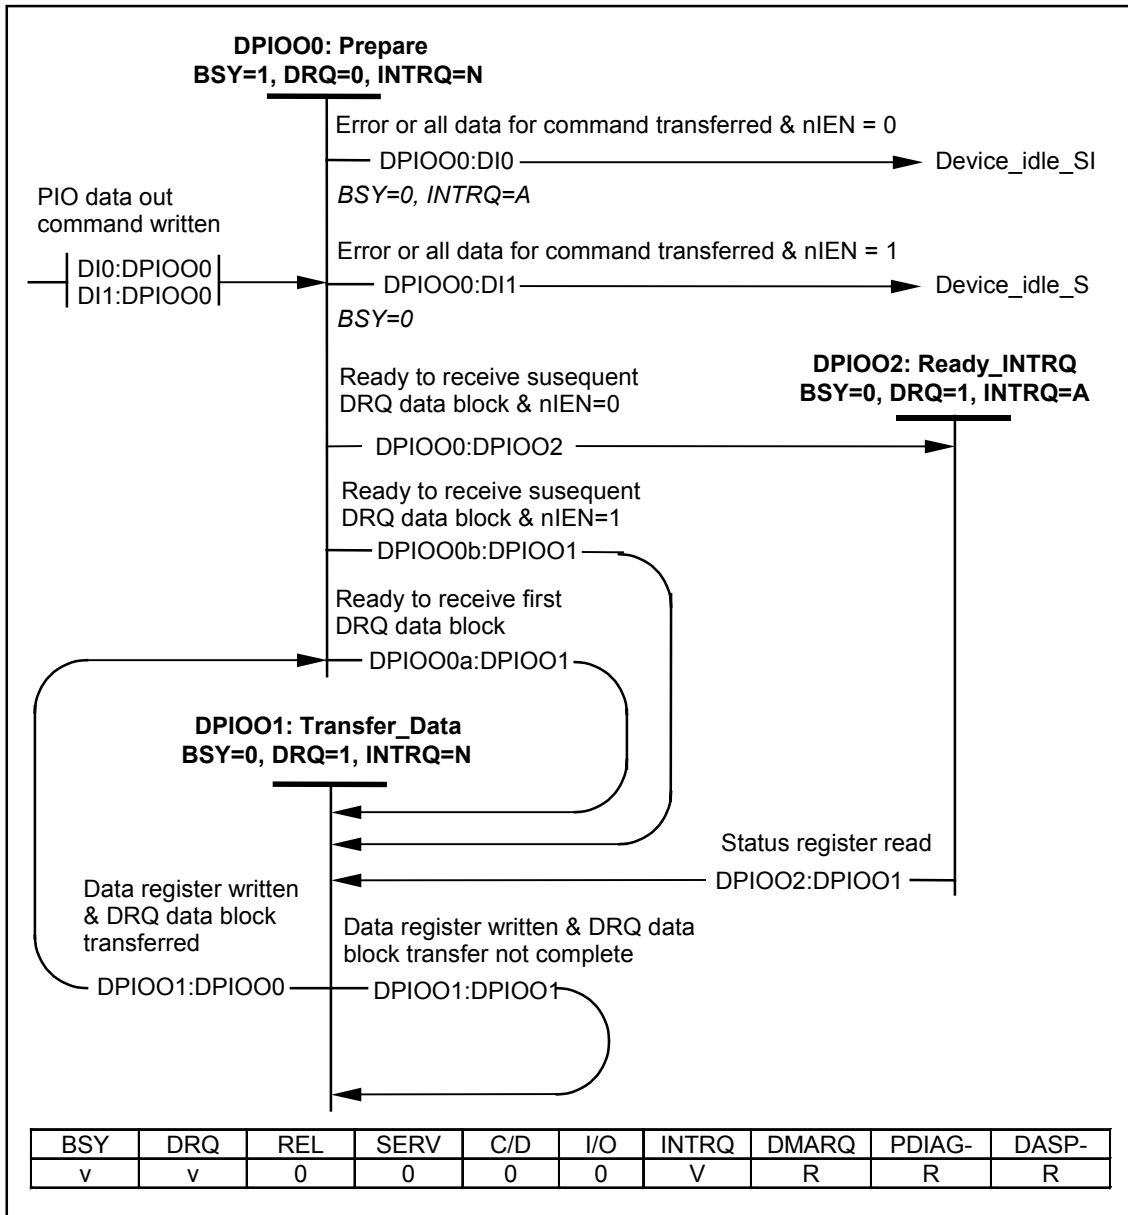 DPIOO0: Prepare
BSY=1, DRQ=0, INTRQ=N
Error or all data for command transferred & nIEN = 0
DPIOO0:DI0
Device_idle_SI
BSY=0, INTRQ=A
PIO data out
command written
Error or all data for command transferred & nIEN = 1
DI0:DPIOO0
DI1:DPIOO0
DPIOO0:DI1
Device_idle_S
BSY=0
DPIOO2: Ready_INTRQ
BSY=0, DRQ=1, INTRQ=A
Ready to receive susequent
DRQ data block & nIEN=0
DPIOO0:DPIOO2
Ready to receive susequent
DRQ data block & nIEN=1
DPIOO0b:DPIOO1
Ready to receive first
DRQ data block
DPIOO0a:DPIOO1
DPIOO1: Transfer_Data
BSY=0, DRQ=1, INTRQ=N
Status register read
DPIOO2:DPIOO1
Data register written
& DRQ data block
transferred
Data register written & DRQ data
block transfer not complete
DPIOO1:DPIOO0
DPIOO1:DPIOO1
BSY DRQ REL SERV C/D I/O INTRQ DMARQ PDIAG- DASP-
v v 0 0 0 0 V R R R